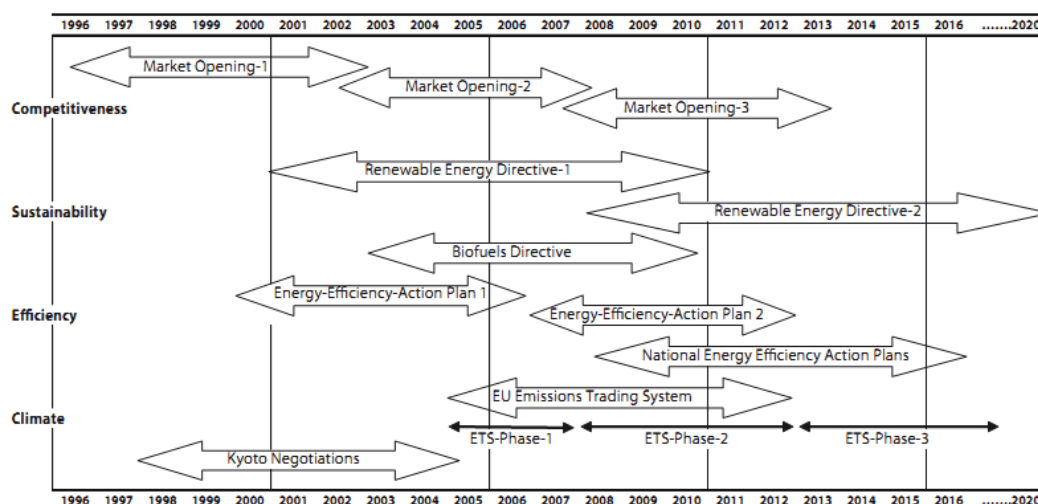 1996 1997 1998 1999 2000 2001 2002 2003 2004 2005 2006 2007 2008 2009 2010 2011 2012 2013 2014 2015 2016 .......2020
Market Opening-1
Market Opening-2
Competitiveness
Market Opening-3
Renewable Energy Directive-1
Sustainability
Renewable Energy Directive-2
Biofuels Directive
Energy-Efficiency-Action Plan 1
Efficiency
Energy-Efficiency-Action Plan 2
National Energy Efficiency Action Plans
EU Emissions Trading System
Climate
ETS-Phase-1 ETS-Phase-2 ETS-Phase-3
Kyoto Negotiations
1996 1997 1998 1999 2000 2001 2002 2003 2004 2005 2006 2007 2008 2009 2010 2011 2012 2013 2014 2015 2016 .......2020